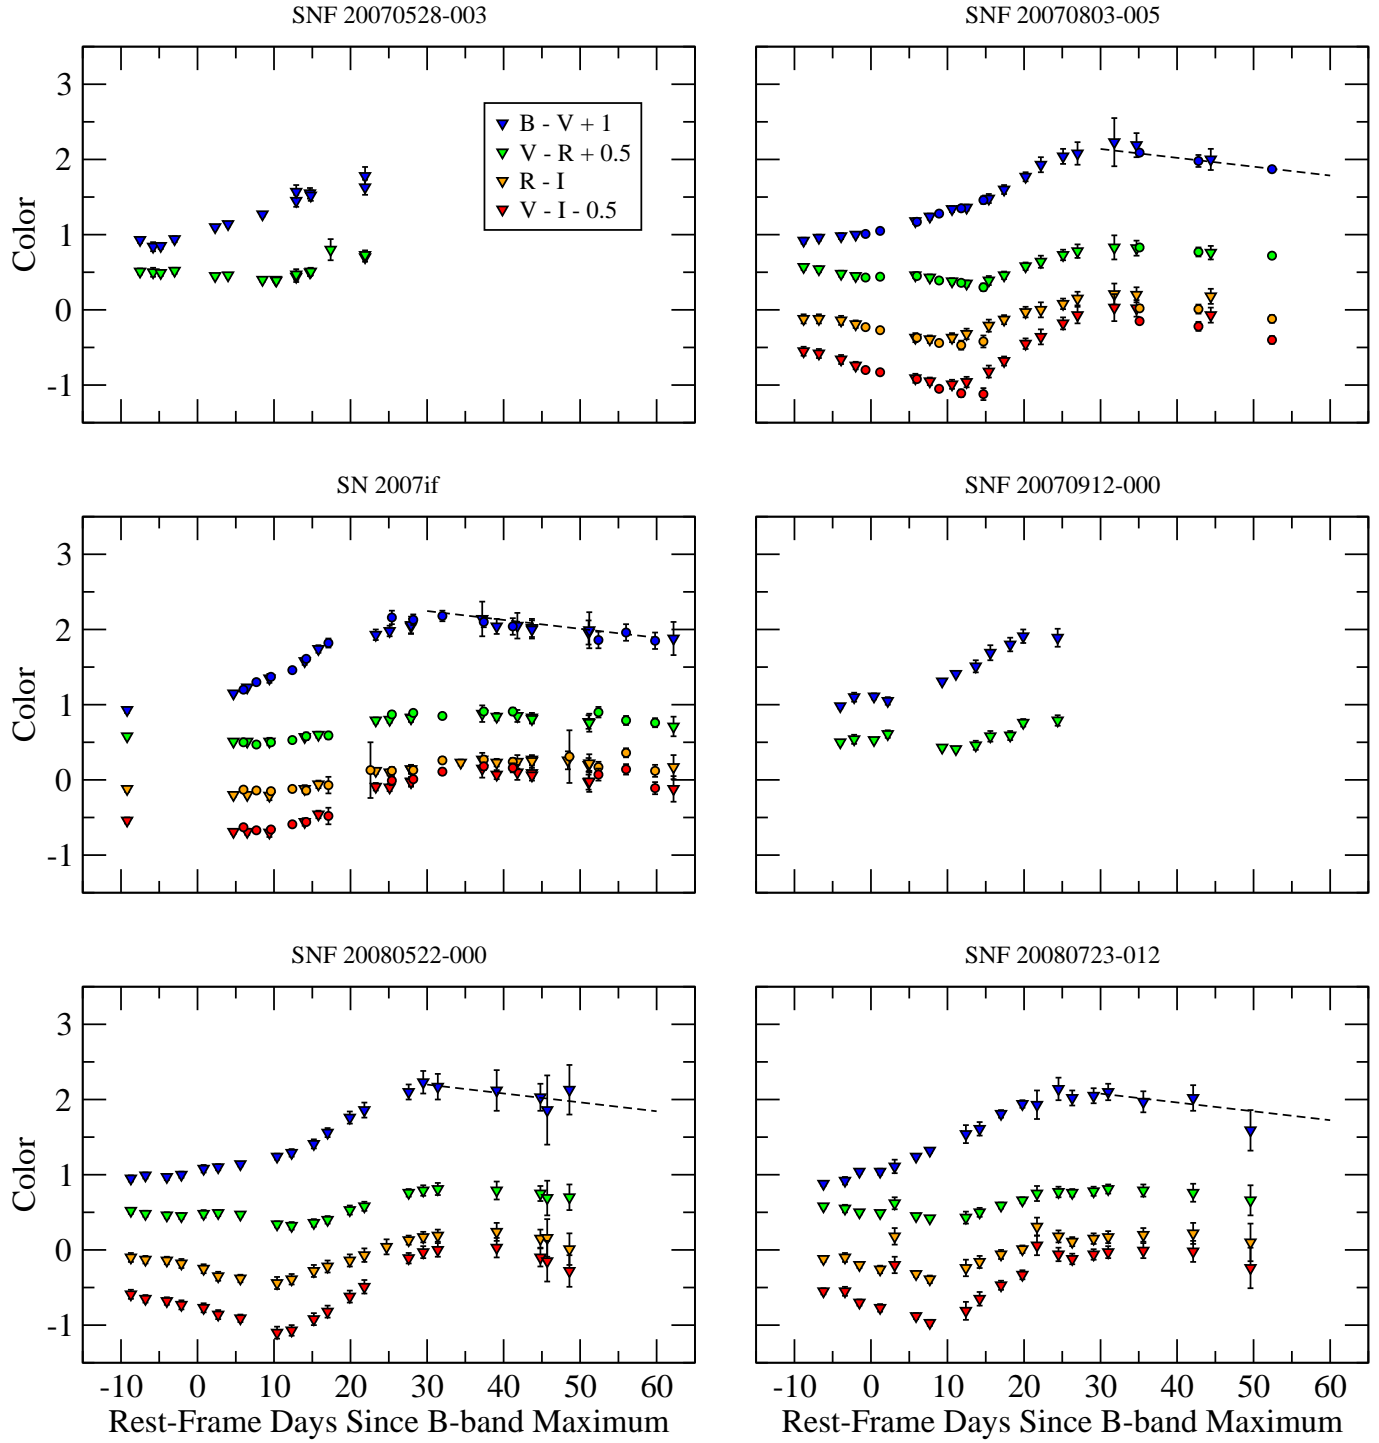 SNF 20070528-003
SNF 20070803-005
3
2
1
0
-1
Color
B - V + 1
V - R + 0.5
R - I
V - I - 0.5
SN 2007if
SNF 20070912-000
3
2
1
0
-1
Color
SNF 20080522-000
SNF 20080723-012
3
2
1
0
-1
Color
-10 0 10 20 30 40 50 60
-10 0 10 20 30 40 50 60
Rest-Frame Days Since B-band Maximum
Rest-Frame Days Since B-band Maximum